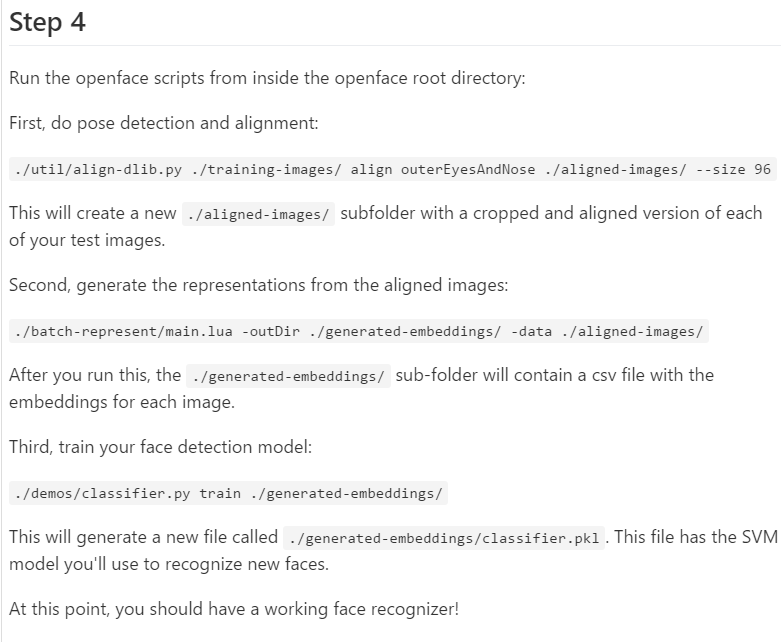 Step 4
Run the openface scripts from inside the openface root directory:
First, do pose detection and alignment:
./util/align-dlib.py ./training-images/ align outerEyesAndNose ./aligned-images/ --size 96
This will create a new ./aligned-images/ subfolder with a cropped and aligned version of each
of your test images.
Second, generate the representations from the aligned images:
./batch-represent/main.lua -outDir ./generated-embeddings/ -data ./aligned-images/
After you run this, the ./generated-embeddings/ sub-folder will contain a csv file with the
embeddings for each image.
Third, train your face detection model:
./demos/classifier.py train ./generated-embeddings/
This will generate a new file called ./generated-embeddings/classifier.pkl. This file has the SVM
model you'll use to recognize new faces.
At this point, you should have a working face recognizer!